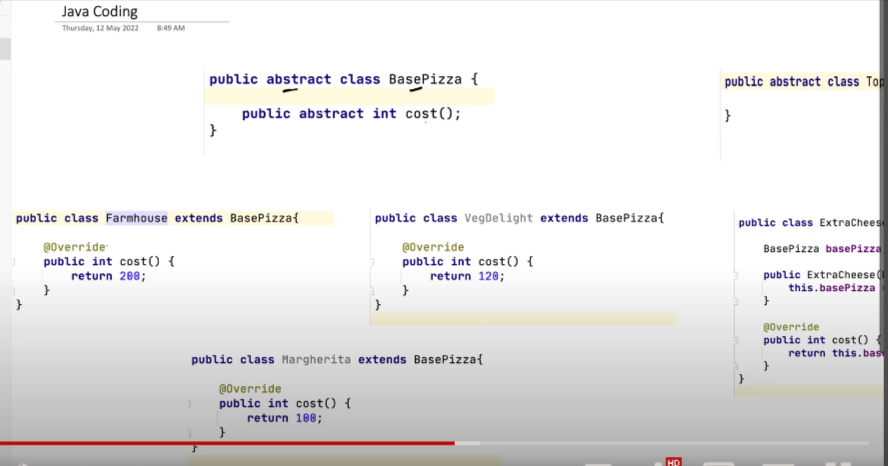 Java Coding
Thursday, 12 May 2022 8:49 AM
public abstract class BasePizza {
public abstract int cost();
}
public abstract class Top
}
public class Farmhouse extends BasePizza{
@Override
public int cost() {
return 200;
}
}
public class VegDelight extends BasePizza{
@Override
public int cost() {
return 120;
}
}
public class ExtraCheese
BasePizza basePizza
public ExtraCheese(
this.basePizza
}
@Override
public int cost() {
return this.bas
}
}
public class Margherita extends BasePizza{
@Override
public int cost() {
return 100;
}
}
HD